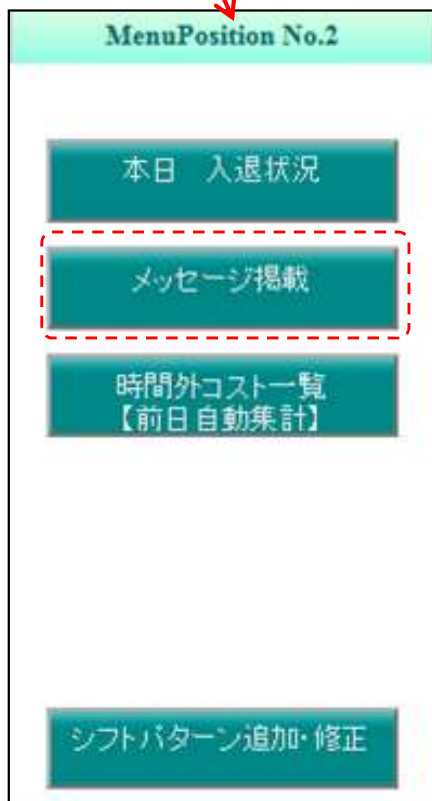 MenuPosition No.2
本日　入退状況
メッセージ掲載
時間外コスト一覧
【前日自動集計】
シフトパターン追加・修正